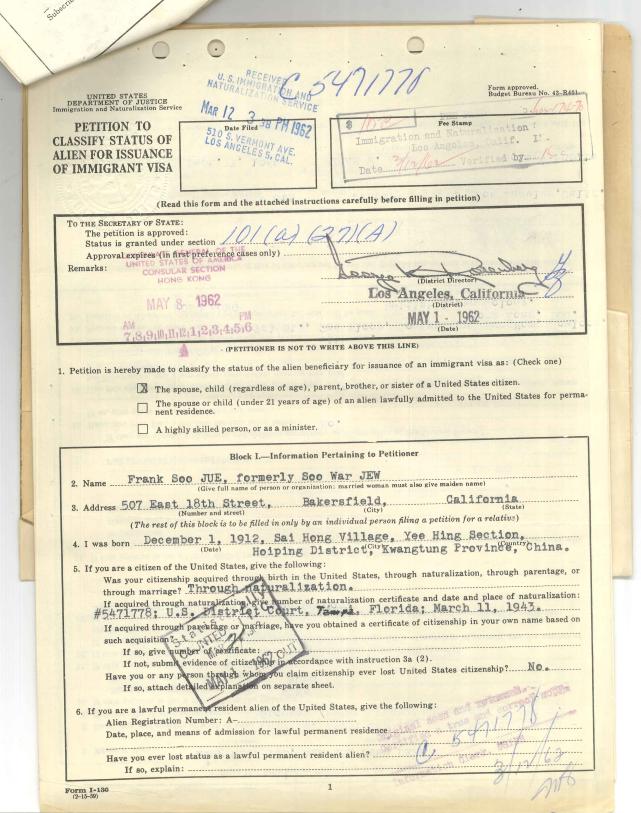 Subscri
UNITED STATES
DEPARTMENT OF JUSTICE
Immigration and Naturalization Service
PETITION TO
CLASSIFY STATUS OF
ALIEN FOR ISSUANCE
OF IMMIGRANT VISA
RECEIVED
U.S. IMMIGRATION AND
NATURALIZATION SERVICE
MAR 12 3 PH 1962
510 S. VERMONT AVE.
LOS ANGELES 5, CAL.
Date Filed
C 5471778
Form approved.
Budget Bureau No. 43-R451
$
Fee Stamp
Immigration and Naturalization
Los Angeles, Calif.
Date 3/12/62 Verified by
(Read this form and the attached instructions carefully before filling in petition)
TO THE SECRETARY OF STATE:
The petition is approved:
Status is granted under section 101(a)(27)(A)
Approval expires (in first preference cases only)
Remarks:
GENERAL OF THE
UNITED STATES OF AMERICA
CONSULAR SECTION
HONG KONG
MAY 8- 1962
AM PM
7,8,9,10,11,12,1,2,3,4,5,6
(District Director)
Los Angeles, California
(District)
MAY 1 - 1962
(Date)
(PETITIONER IS NOT TO WRITE ABOVE THIS LINE)
1. Petition is hereby made to classify the status of the alien beneficiary for issuance of an immigrant visa as: (Check one)
X The spouse, child (regardless of age), parent, brother, or sister of a United States citizen.
The spouse or child (under 21 years of age) of an alien lawfully admitted to the United States for perma-
nent residence.
A highly skilled person, or as a minister.
Block I.—Information Pertaining to Petitioner
2. Name Frank Soo JUE, formerly Soo War JEW
(Give full name of person or organization: married woman must also give maiden name)
3. Address 507 East 18th Street, Bakersfield, California
(Number and street) (City) (State)
(The rest of this block is to be filled in only by an individual person filing a petition for a relative)
4. I was born December 1, 1912, Sai Hong Village, Yee Hing Section,
(Date) (City) (Country)
Hoiping District, Kwangtung Province, China.
5. If you are a citizen of the United States, give the following:
Was your citizenship acquired through birth in the United States, through naturalization, through parentage, or
through marriage? Through naturalization.
If acquired through naturalization, give number of naturalization certificate and date and place of naturalization:
#5471778; U.S. District Court, Tampa, Florida; March 11, 1943.
If acquired through parentage or marriage, have you obtained a certificate of citizenship in your own name based on
such acquisition?
If so, give number of certificate:
If not, submit evidence of citizenship in accordance with instruction 3a (2).
Have you or any person through whom you claim citizenship ever lost United States citizenship? No.
If so, attach detailed explanation on separate sheet.
6. If you are a lawful permanent resident alien of the United States, give the following:
Alien Registration Number: A–
Date, place, and means of admission for lawful permanent residence
C 5471778
Have you ever lost status as a lawful permanent resident alien?
3/12/62
If so, explain:
Form I-130
(2-15-59)
1